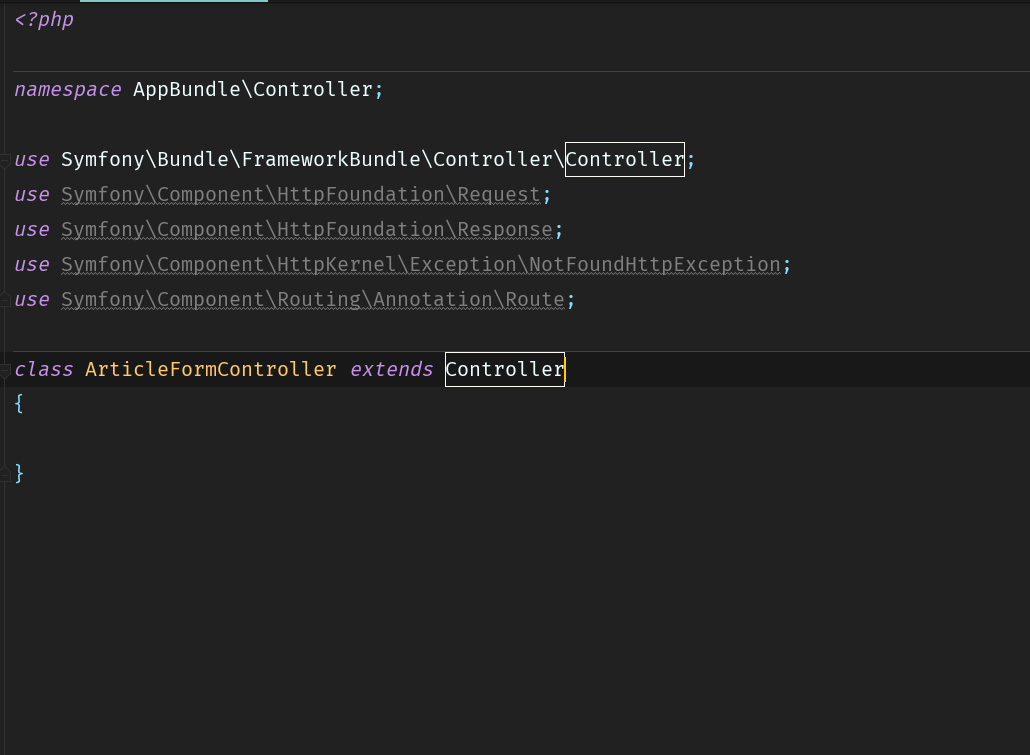 <?php
namespace AppBundle\Controller;
use Symfony\Bundle\FrameworkBundle\Controller\Controller;
use Symfony\Component\HttpFoundation\Request;
use Symfony\Component\HttpFoundation\Response;
use Symfony\Component\HttpKernel\Exception\NotFoundHttpException;
use Symfony\Component\Routing\Annotation\Route;
class ArticleFormController extends Controller
{
}